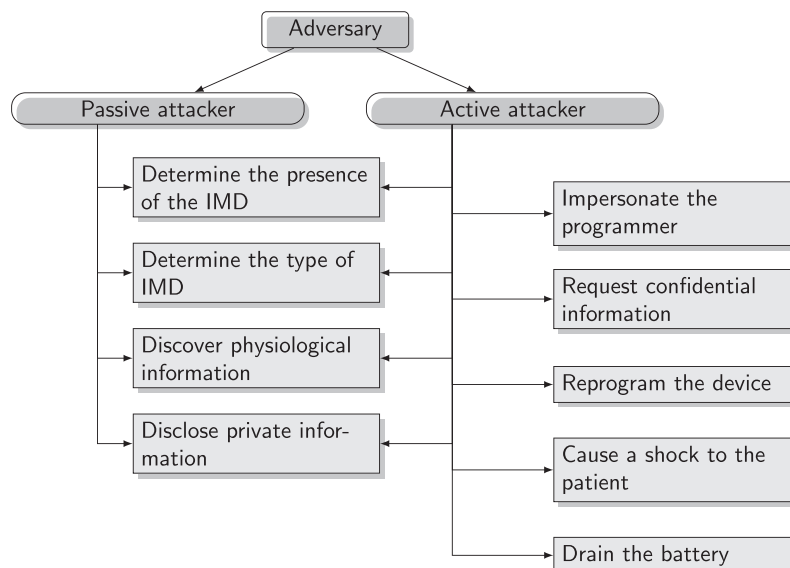 Adversary
Passive attacker
Active attacker
Determine the presence
of the IMD
Determine the type of
IMD
Discover physiological
information
Disclose private infor-
mation
Impersonate the
programmer
Request confidential
information
Reprogram the device
Cause a shock to the
patient
Drain the battery